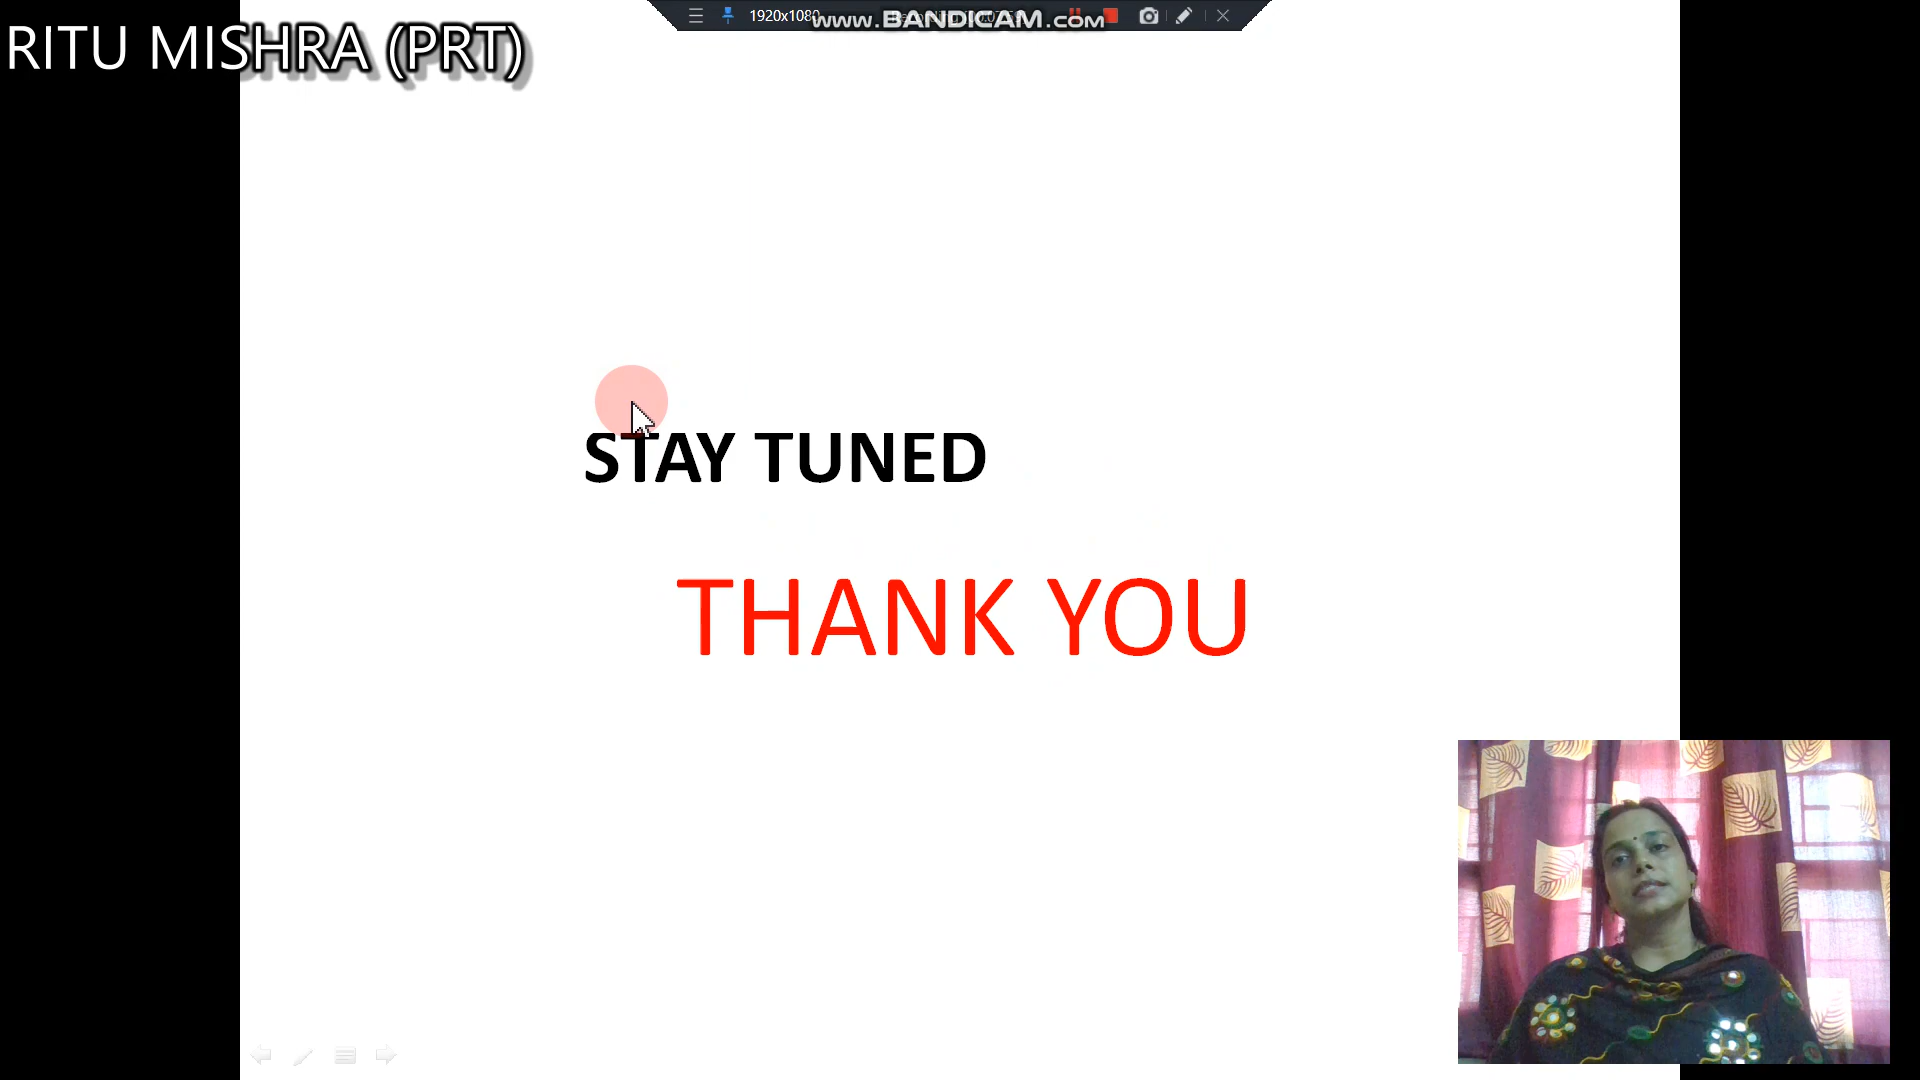 RITU MISHRA (PRT)
1920x1080
www.BANDICAM.com
STAY TUNED
THANK YOU